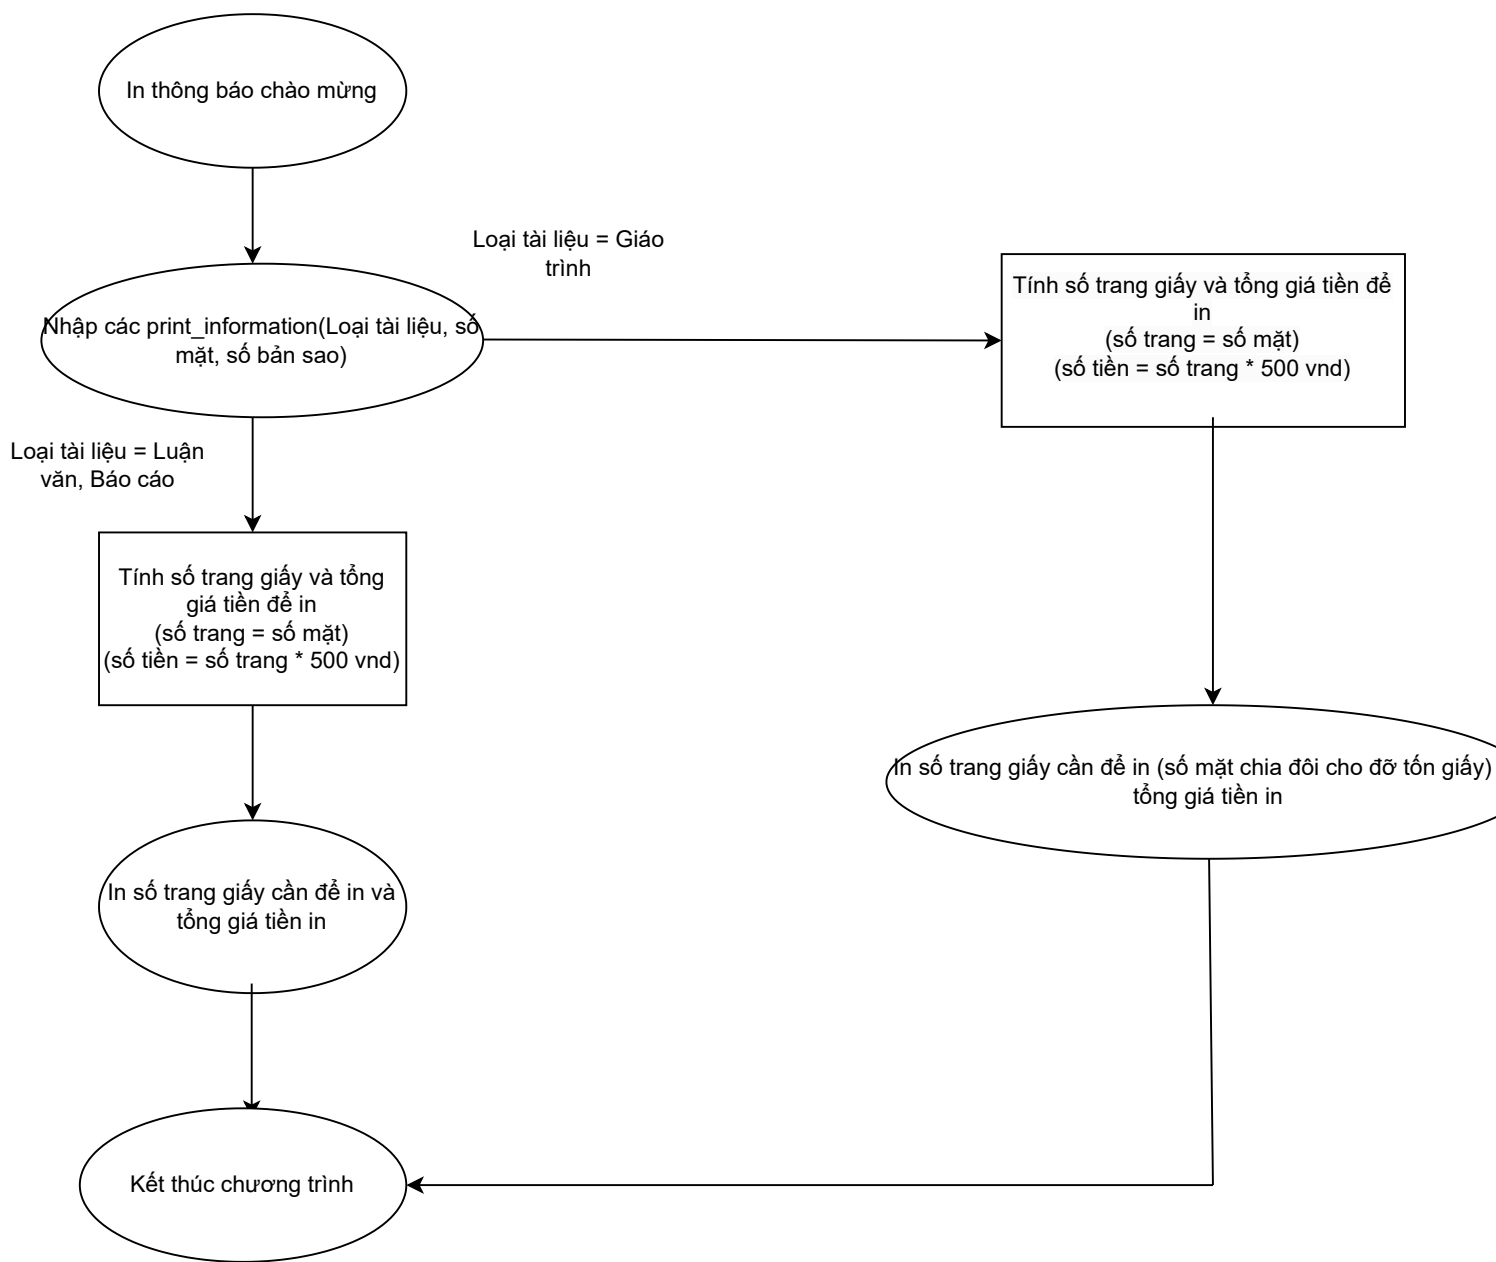 In thông báo chào mừng
Loại tài liệu = Giáo
trình
Nhập các print_information(Loại tài liệu, số
mặt, số bản sao)
Tính số trang giấy và tổng giá tiền để
in
(số trang = số mặt)
(số tiền = số trang * 500 vnd)
Loại tài liệu = Luận
văn, Báo cáo
Tính số trang giấy và tổng
giá tiền để in
(số trang = số mặt)
(số tiền = số trang * 500 vnd)
In số trang giấy cần để in (số mặt chia đôi cho đỡ tốn giấy)
tổng giá tiền in
In số trang giấy cần để in và
tổng giá tiền in
Kết thúc chương trình